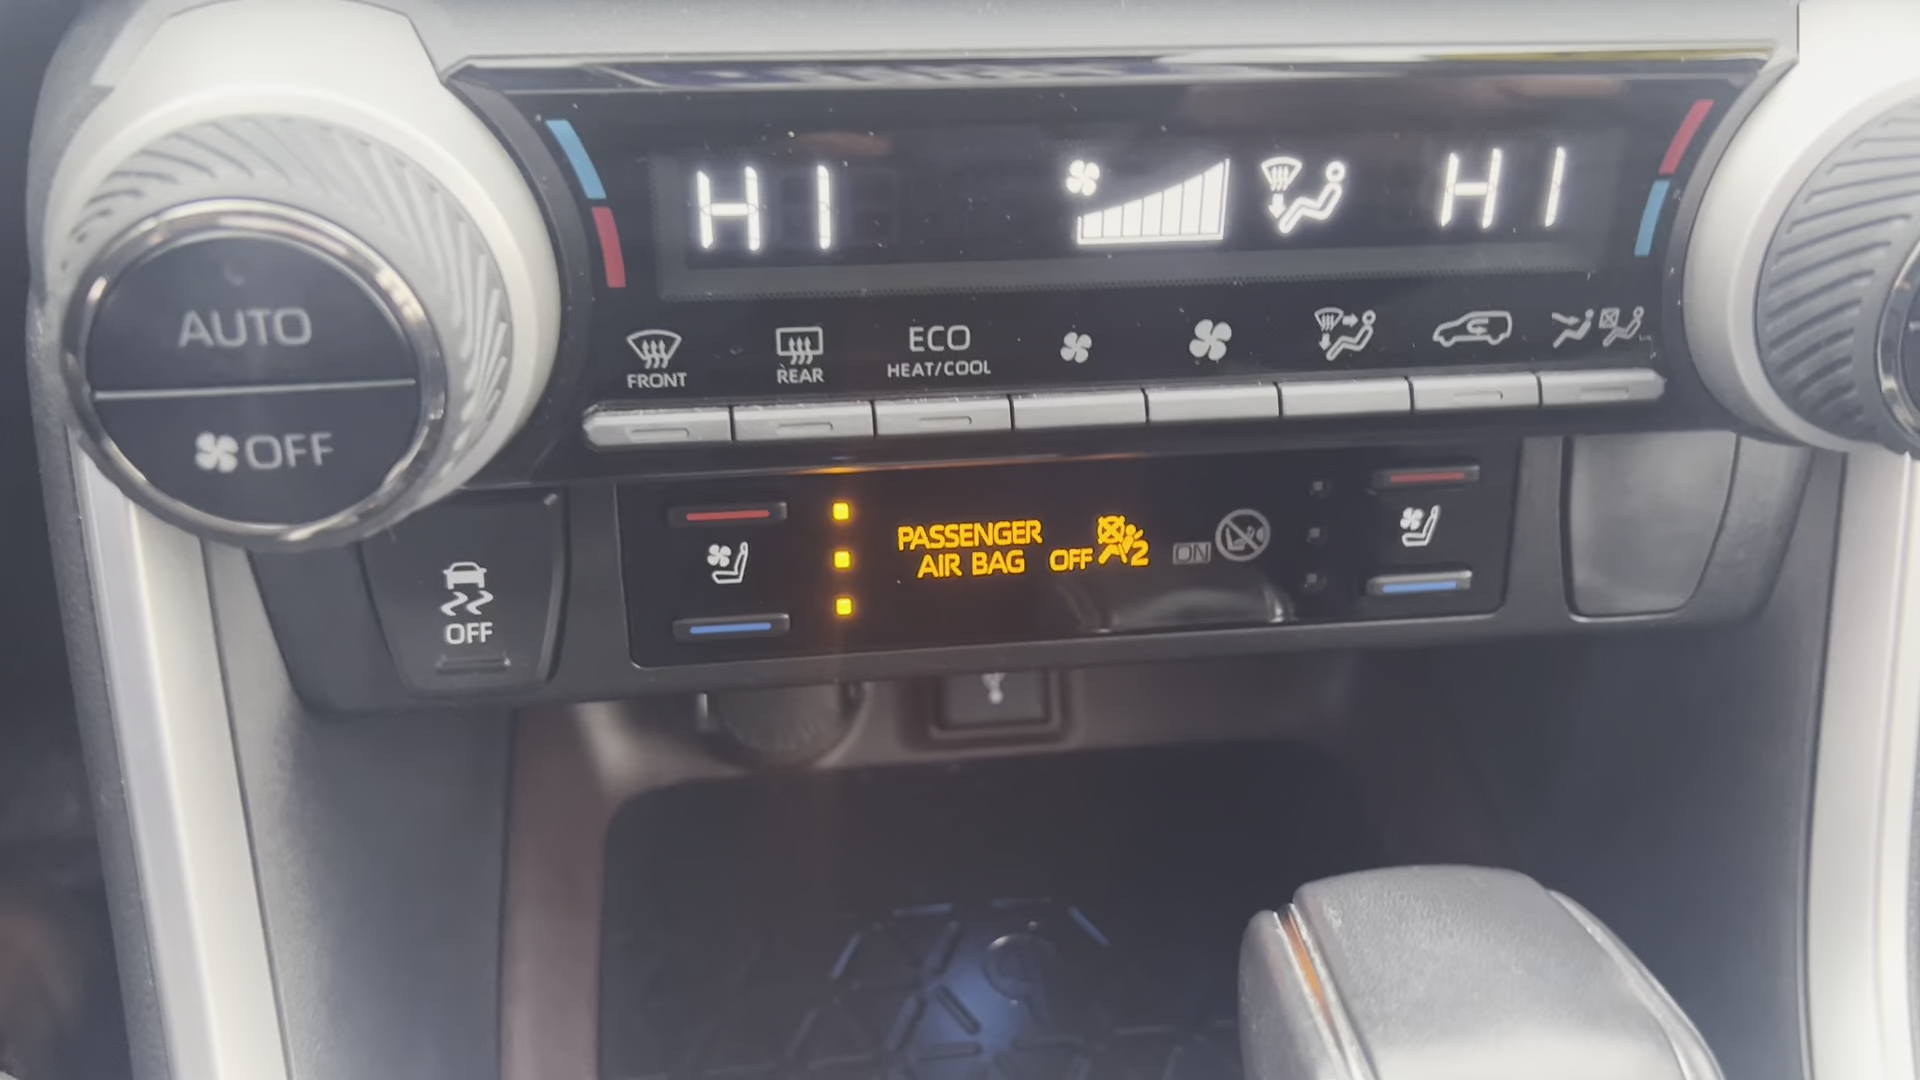 HI
HI
AUTO
OFF
FRONT
REAR
ECO
HEAT/COOL
PASSENGER
AIR BAG OFF 2
ON
OFF